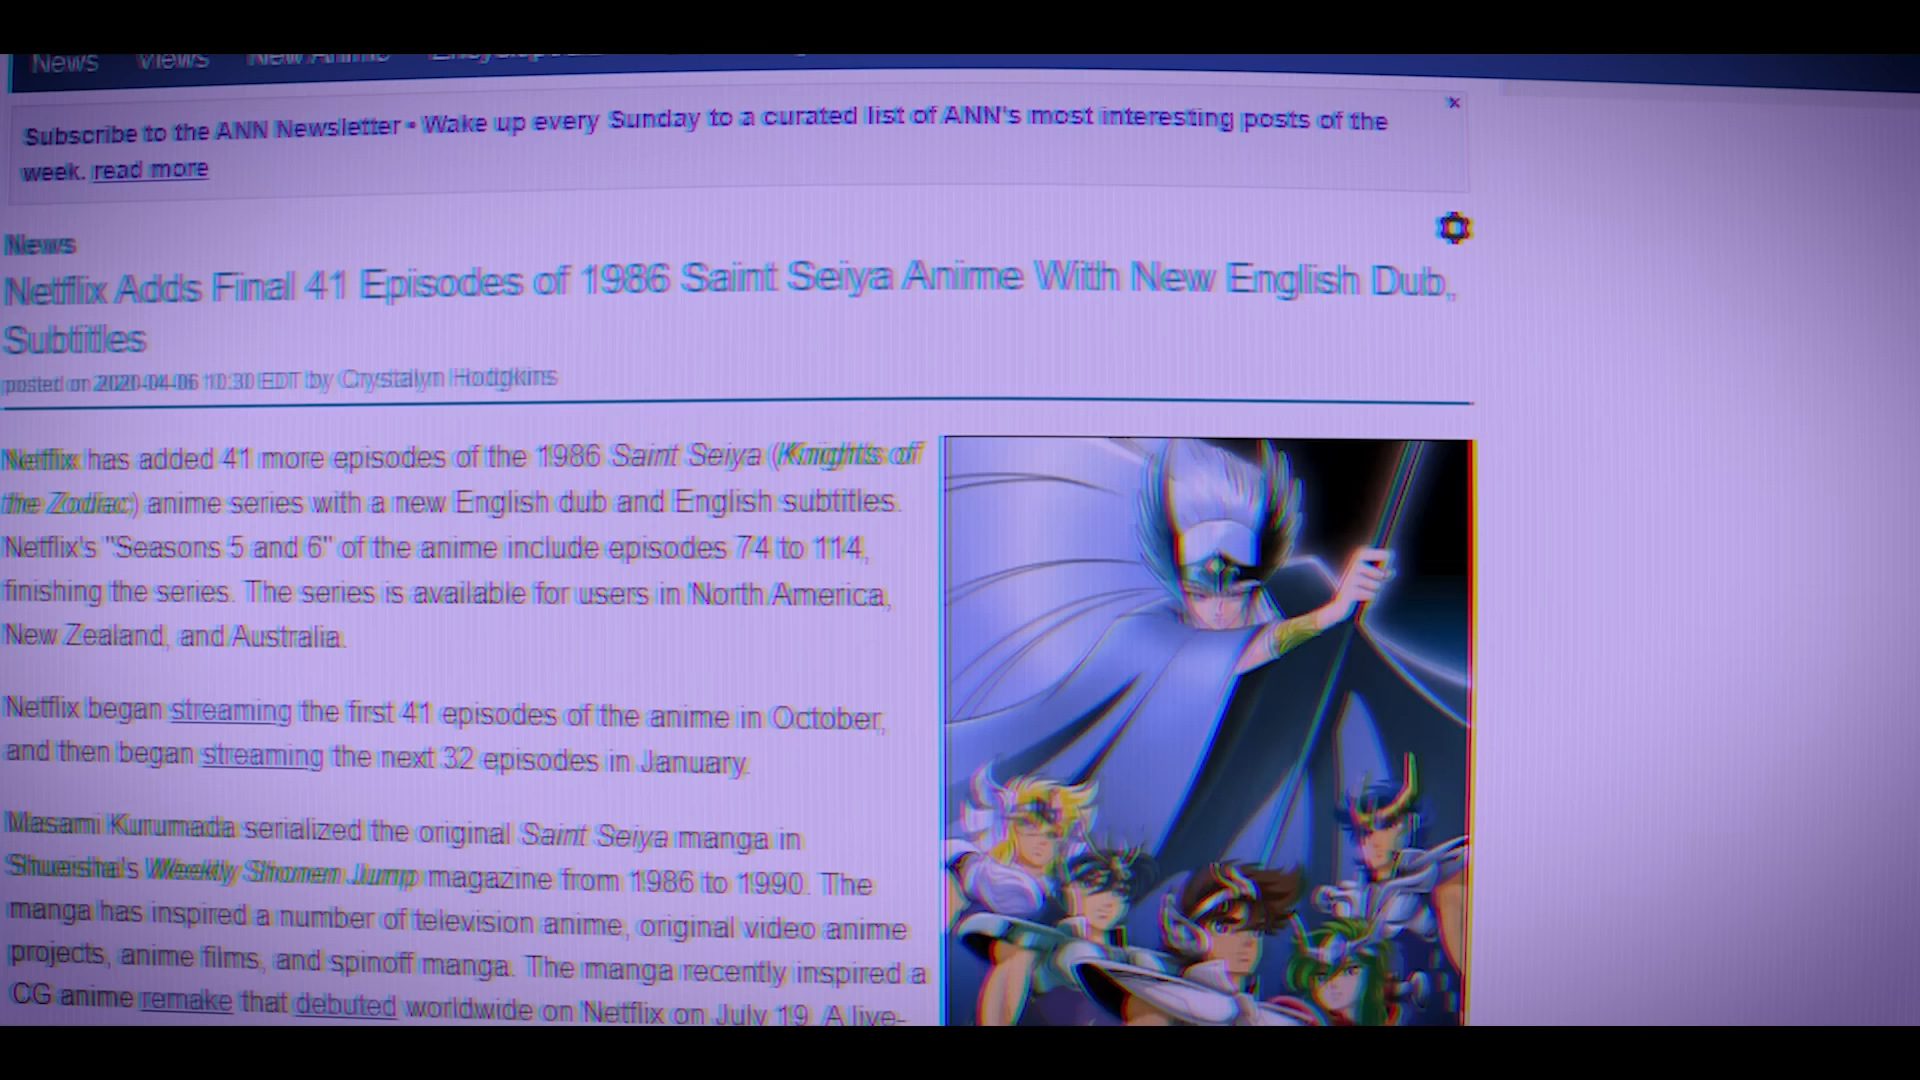 News Views New Anime Encyclopedia
Subscribe to the ANN Newsletter • Wake up every Sunday to a curated list of ANN's most interesting posts of the
week. read more
×
News
Netflix Adds Final 41 Episodes of 1986 Saint Seiya Anime With New English Dub,
Subtitles
posted on 2020-04-06 10:30 EDT by Crystalyn Hodgkins
Netflix has added 41 more episodes of the 1986 Saint Seiya (Knights of
the Zodiac) anime series with a new English dub and English subtitles.
Netflix's "Seasons 5 and 6" of the anime include episodes 74 to 114,
finishing the series. The series is available for users in North America,
New Zealand, and Australia.
Netflix began streaming the first 41 episodes of the anime in October,
and then began streaming the next 32 episodes in January.
Masami Kurumada serialized the original Saint Seiya manga in
Shueisha's Weekly Shonen Jump magazine from 1986 to 1990. The
manga has inspired a number of television anime, original video anime
projects, anime films, and spinoff manga. The manga recently inspired a
CG anime remake that debuted worldwide on Netflix on July 19. A live-